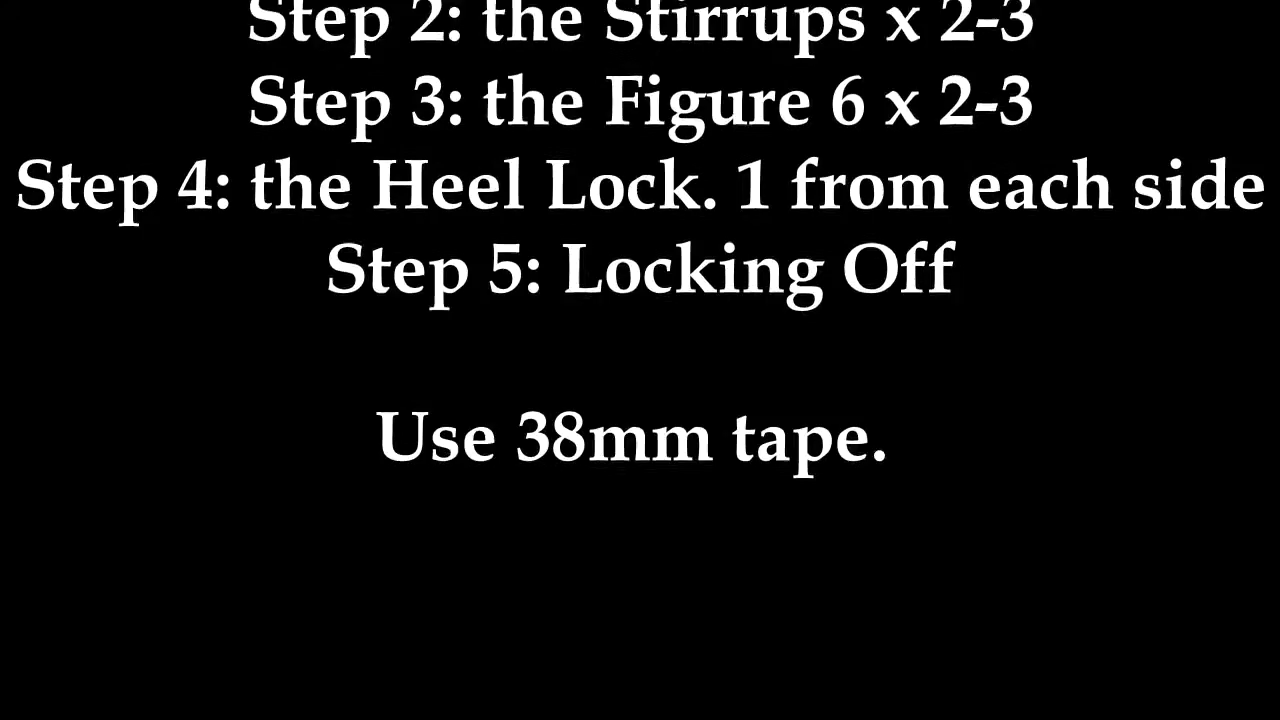 Step 2: the Stirrups x 2-3
Step 3: the Figure 6 x 2-3
Step 4: the Heel Lock. 1 from each side
Step 5: Locking Off
Use 38mm tape.